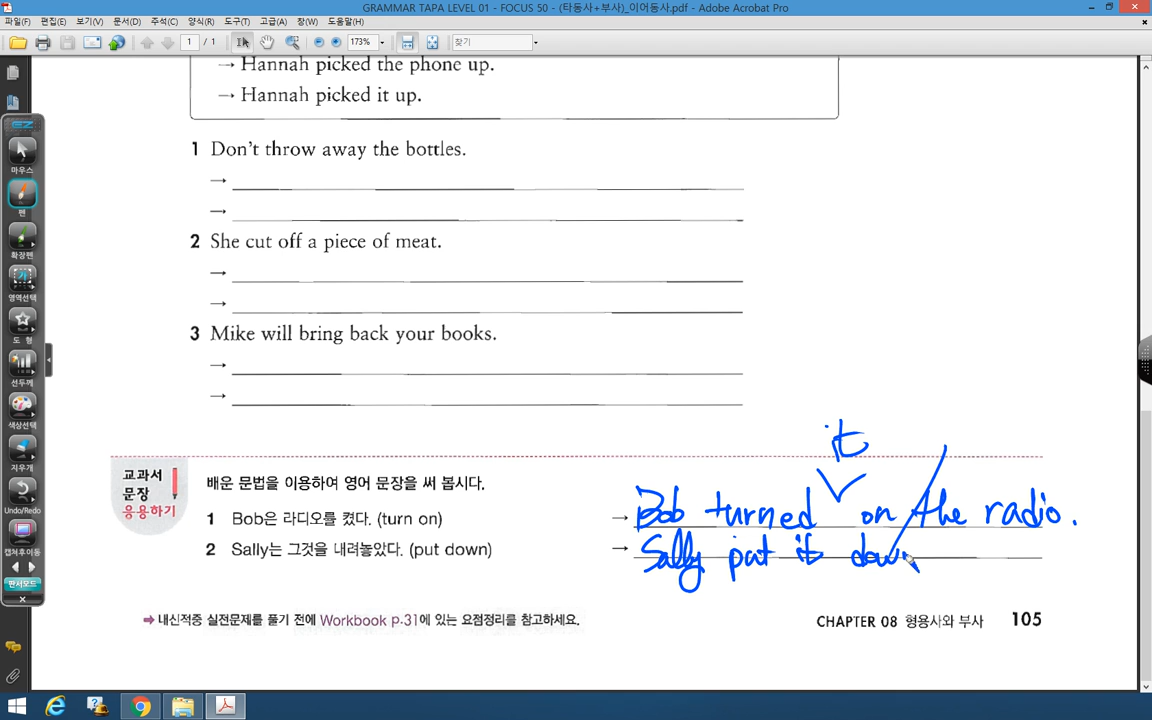 GRAMMAR TAPA LEVEL 01 - FOCUS 50 - (타동사+부사)_이어동사.pdf - Adobe Acrobat Pro
파일(F) 편집(E) 보기(V) 문서(D) 주석(C) 양식(R) 도구(T) 고급(A) 창(W) 도움말(H)
1 / 1 173% 찾기
→ Hannah picked the phone up.
→ Hannah picked it up.
1 Don't throw away the bottles.
→
→
2 She cut off a piece of meat.
→
→
3 Mike will bring back your books.
→
→
EZ
마우스
펜
확장펜
영역선택
도 형
선두께
색상선택
지우개
Undo/Redo
캡쳐후이동
판서모드
교과서
문장
응용하기
배운 문법을 이용하여 영어 문장을 써 봅시다.
1 Bob은 라디오를 켰다. (turn on)
2 Sally는 그것을 내려놓았다. (put down)
it
→ Bob turned on the radio.
→ Sally put it down
➡ 내신적중 실전문제를 풀기 전에 Workbook p.31에 있는 요점정리를 참고하세요.
CHAPTER 08 형용사와 부사 105